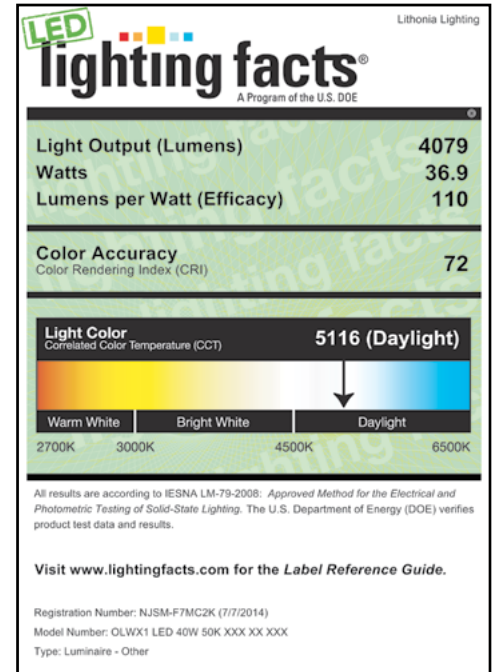 Lithonia Lighting
LED
lighting facts®
A Program of the U.S. DOE
Light Output (Lumens) 4079
Watts 36.9
Lumens per Watt (Efficacy) 110
Color Accuracy
Color Rendering Index (CRI) 72
Light Color
Correlated Color Temperature (CCT) 5116 (Daylight)
Warm White Bright White Daylight
2700K 3000K 4500K 6500K
All results are according to IESNA LM-79-2008: Approved Method for the Electrical and
Photometric Testing of Solid-State Lighting. The U.S. Department of Energy (DOE) verifies
product test data and results.
Visit www.lightingfacts.com for the Label Reference Guide.
Registration Number: NJSM-F7MC2K (7/7/2014)
Model Number: OLWX1 LED 40W 50K XXX XX XXX
Type: Luminaire - Other